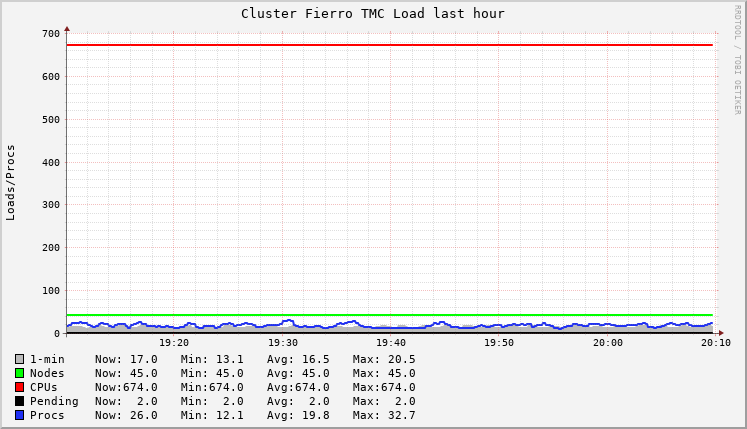 Cluster Fierro TMC Load last hour
RRDTOOL / TOBI OETIKER
Loads/Procs
700
600
500
400
300
200
100
0
19:20 19:30 19:40 19:50 20:00 20:10
1-min Now: 17.0 Min: 13.1 Avg: 16.5 Max: 20.5
Nodes Now: 45.0 Min: 45.0 Avg: 45.0 Max: 45.0
CPUs Now:674.0 Min:674.0 Avg:674.0 Max:674.0
Pending Now: 2.0 Min: 2.0 Avg: 2.0 Max: 2.0
Procs Now: 26.0 Min: 12.1 Avg: 19.8 Max: 32.7